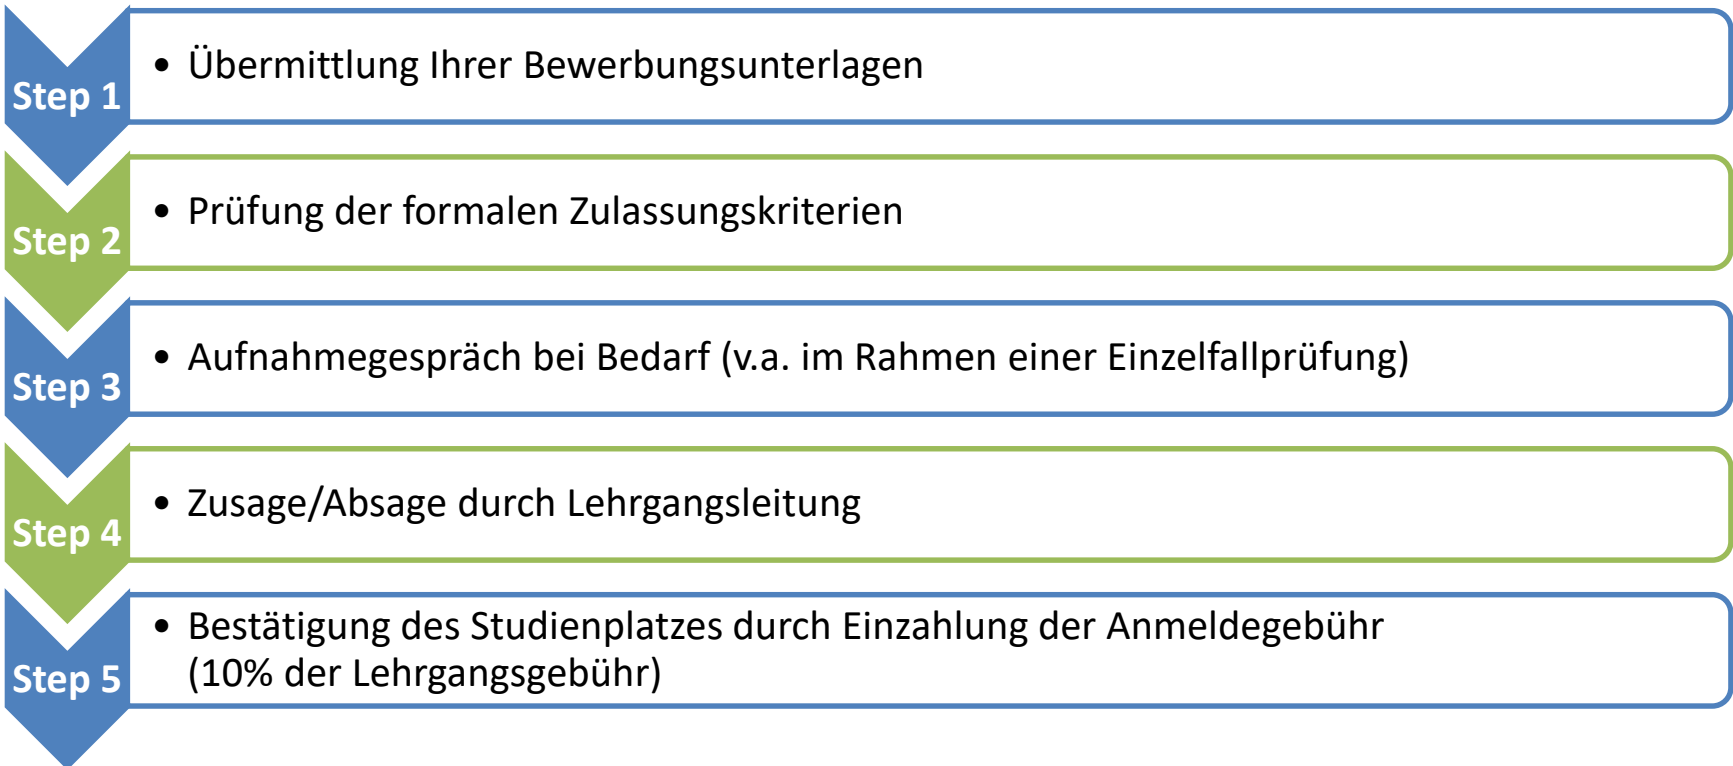 Step 1
• Übermittlung Ihrer Bewerbungsunterlagen
Step 2
• Prüfung der formalen Zulassungskriterien
Step 3
• Aufnahmegespräch bei Bedarf (v.a. im Rahmen einer Einzelfallprüfung)
Step 4
• Zusage/Absage durch Lehrgangsleitung
Step 5
• Bestätigung des Studienplatzes durch Einzahlung der Anmeldegebühr
(10% der Lehrgangsgebühr)